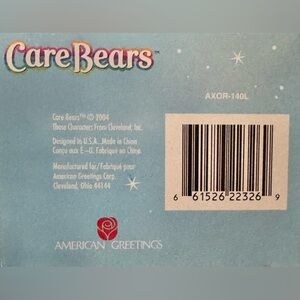 Care Bears™
AXOR-140L
Care Bears™ © 2004
Those Characters From Cleveland, Inc.
Designed in U.S.A. Made in China
Conçu aux É-U. Fabriqué en Chine
Manufactured for/Fabriqué pour
American Greetings Corp.
Cleveland, Ohio 44144
6 61526 22326 9
AMERICAN GREETINGS